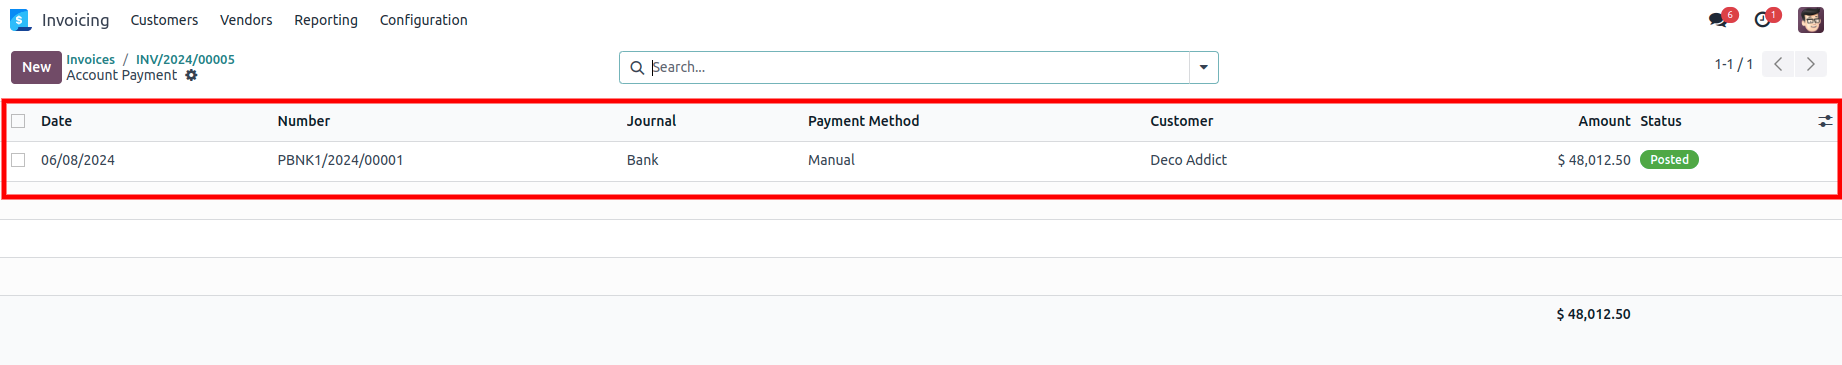 $ Invoicing Customers Vendors Reporting Configuration 6 1
New Invoices / INV/2024/00005
Account Payment
Search...
1-1 / 1
Date Number Journal Payment Method Customer Amount Status
06/08/2024 PBNK1/2024/00001 Bank Manual Deco Addict $ 48,012.50 Posted
$ 48,012.50